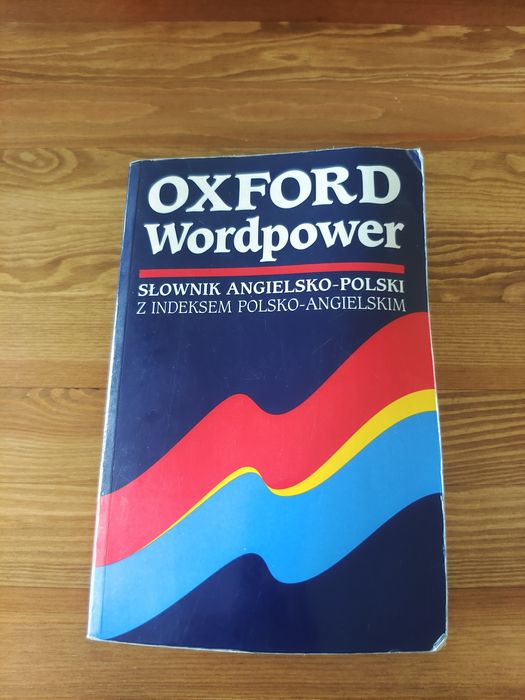 OXFORD
Wordpower
SŁOWNIK ANGIELSKO-POLSKI
Z INDEKSEM POLSKO-ANGIELSKIM